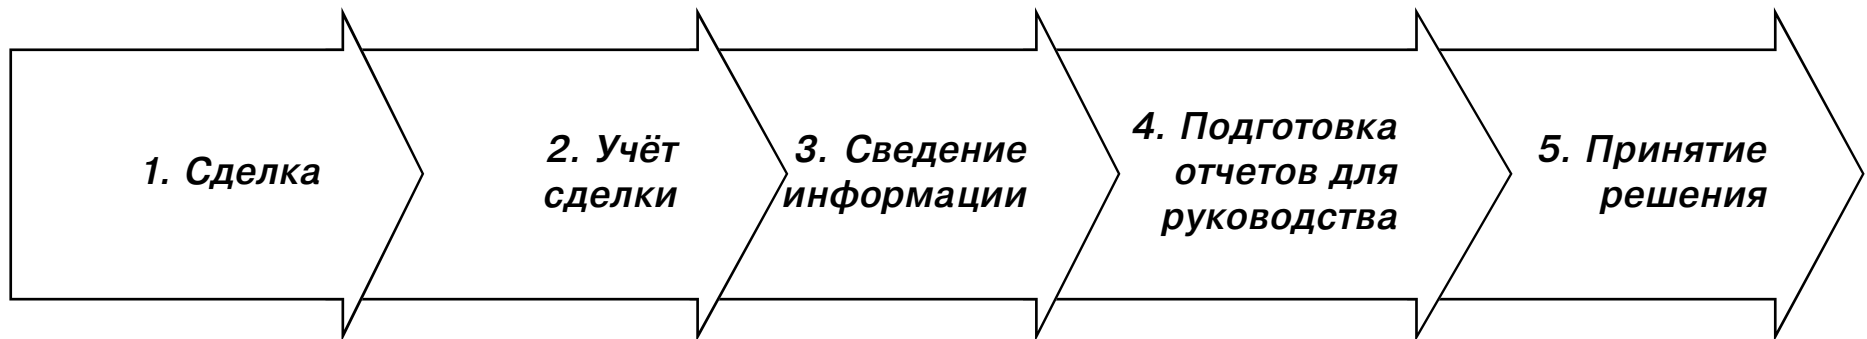 1. Сделка
2. Учёт
сделки
3. Сведение
информации
4. Подготовка
отчетов для
руководства
5. Принятие
решения